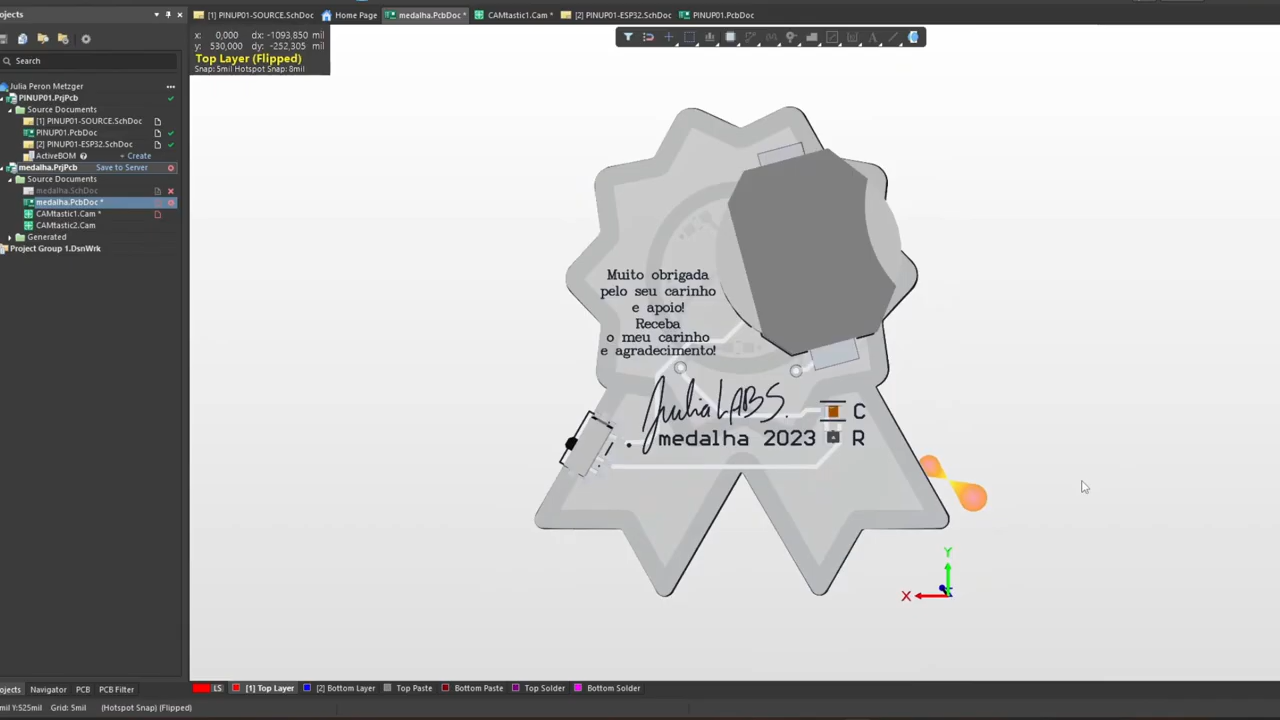 ojects
[1] PINUP01-SOURCE.SchDoc
Home Page
medalha.PcbDoc *
CAMtastic1.Cam *
[2] PINUP01-ESP32.SchDoc
PINUP01.PcbDoc
x: 0,000 dx: -1093,850 mil
y: 530,000 dy: -252,305 mil
Top Layer (Flipped)
Snap: 5mil Hotspot Snap: 8mil
Search
Julia Peron Metzger
PINUP01.PrjPcb
Source Documents
[1] PINUP01-SOURCE.SchDoc
PINUP01.PcbDoc
[2] PINUP01-ESP32.SchDoc
ActiveBOM Create
medalha.PrjPcb Save to Server
Source Documents
medalha.SchDoc
medalha.PcbDoc *
CAMtastic1.Cam *
CAMtastic2.Cam
Generated
Project Group 1.DsnWrk
Muito obrigada
pelo seu carinho
e apoio!
Receba
o meu carinho
e agradecimento!
JuliaLABS.
C
medalha 2023
R
Y
X
ojects
Navigator
PCB
PCB Filter
LS
[1] Top Layer
[2] Bottom Layer
Top Paste
Bottom Paste
Top Solder
Bottom Solder
mil Y:525mil Grid: 5mil (Hotspot Snap) (Flipped)